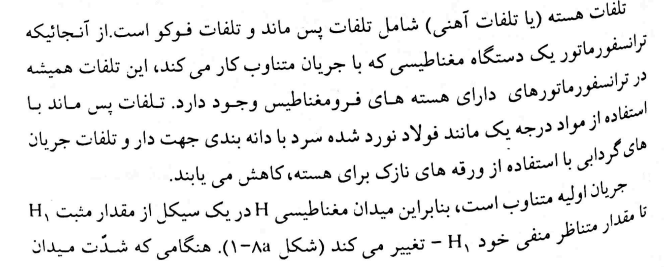 تلفات هسته (یا تلفات آهنی) شامل تلفات پس ماند و تلفات فوکو است.از آنجائیکه
ترانسفورماتور یک دستگاه مغناطیسی که با جریان متناوب کار می کند، این تلفات همیشه
در ترانسفورماتورهای دارای هسته های فرومغناطیس وجود دارد. تلفات پس ماند با
استفاده از مواد درجه یک مانند فولاد نورد شده سرد با دانه بندی جهت دار و تلفات جریان
های گردابی با استفاده از ورقه های نازک برای هسته، کاهش می یابند.
جریان اولیه متناوب است، بنابراین میدان مغناطیسی H در یک سیکل از مقدار مثبت H₁
تا مقدار متناظر منفی خود H₁ - تغییر می کند (شکل ۱-۸a). هنگامی که شدّت میدان